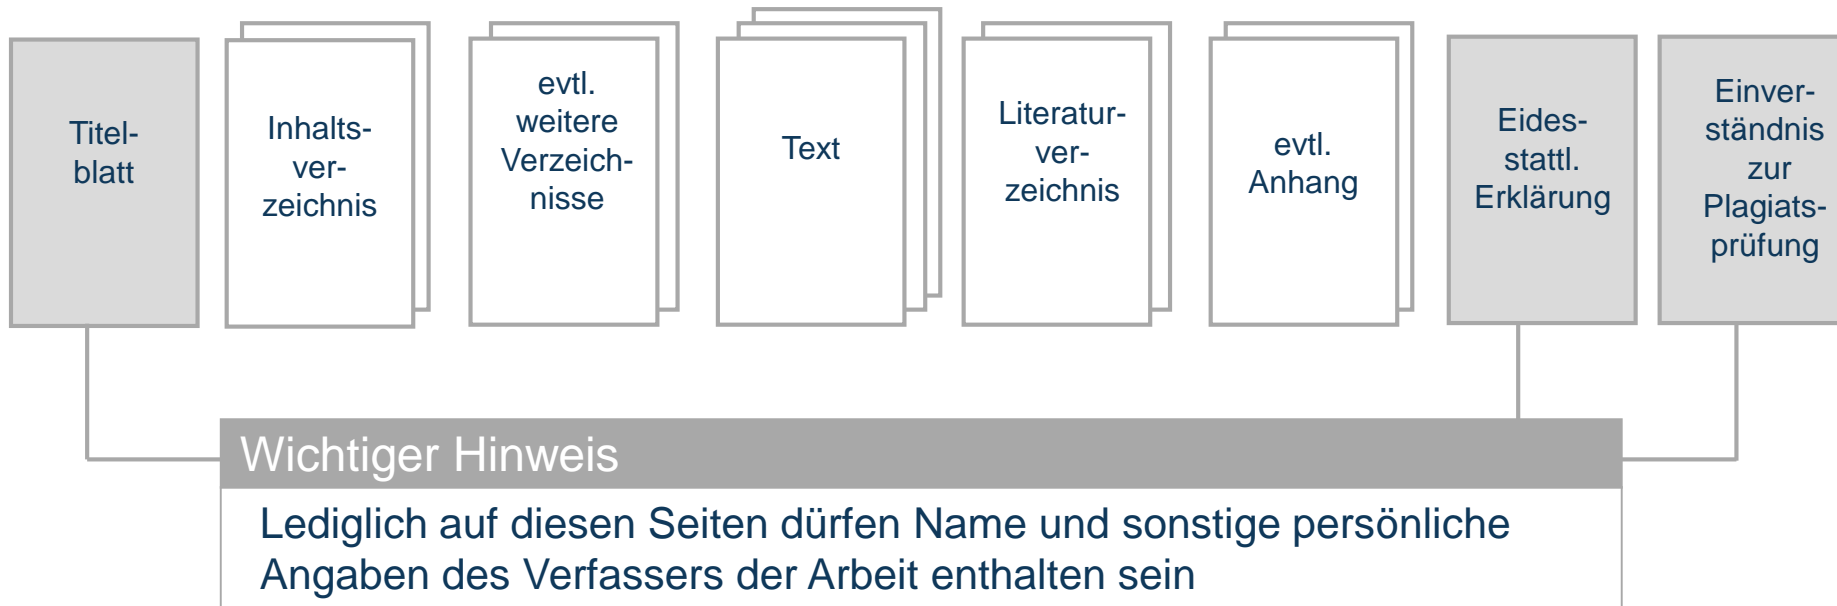 Titel-
blatt
Inhalts-
ver-
zeichnis
evtl.
weitere
Verzeich-
nisse
Text
Literatur-
ver-
zeichnis
evtl.
Anhang
Eides-
stattl.
Erklärung
Einver-
ständnis
zur
Plagiats-
prüfung
Wichtiger Hinweis
Lediglich auf diesen Seiten dürfen Name und sonstige persönliche
Angaben des Verfassers der Arbeit enthalten sein